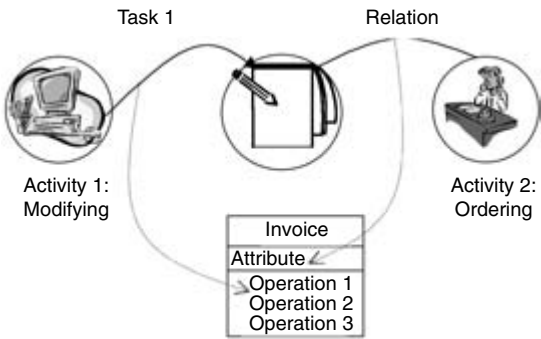 Task 1
Relation
Activity 1:
Modifying
Activity 2:
Ordering
Invoice
Attribute
Operation 1
Operation 2
Operation 3